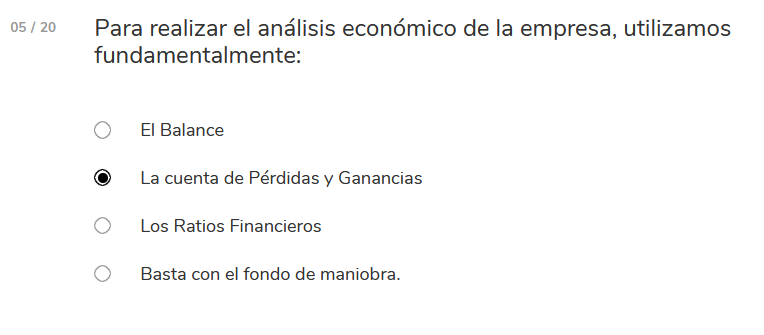 05 / 20
Para realizar el análisis económico de la empresa, utilizamos
fundamentalmente:
El Balance
La cuenta de Pérdidas y Ganancias
Los Ratios Financieros
Basta con el fondo de maniobra.